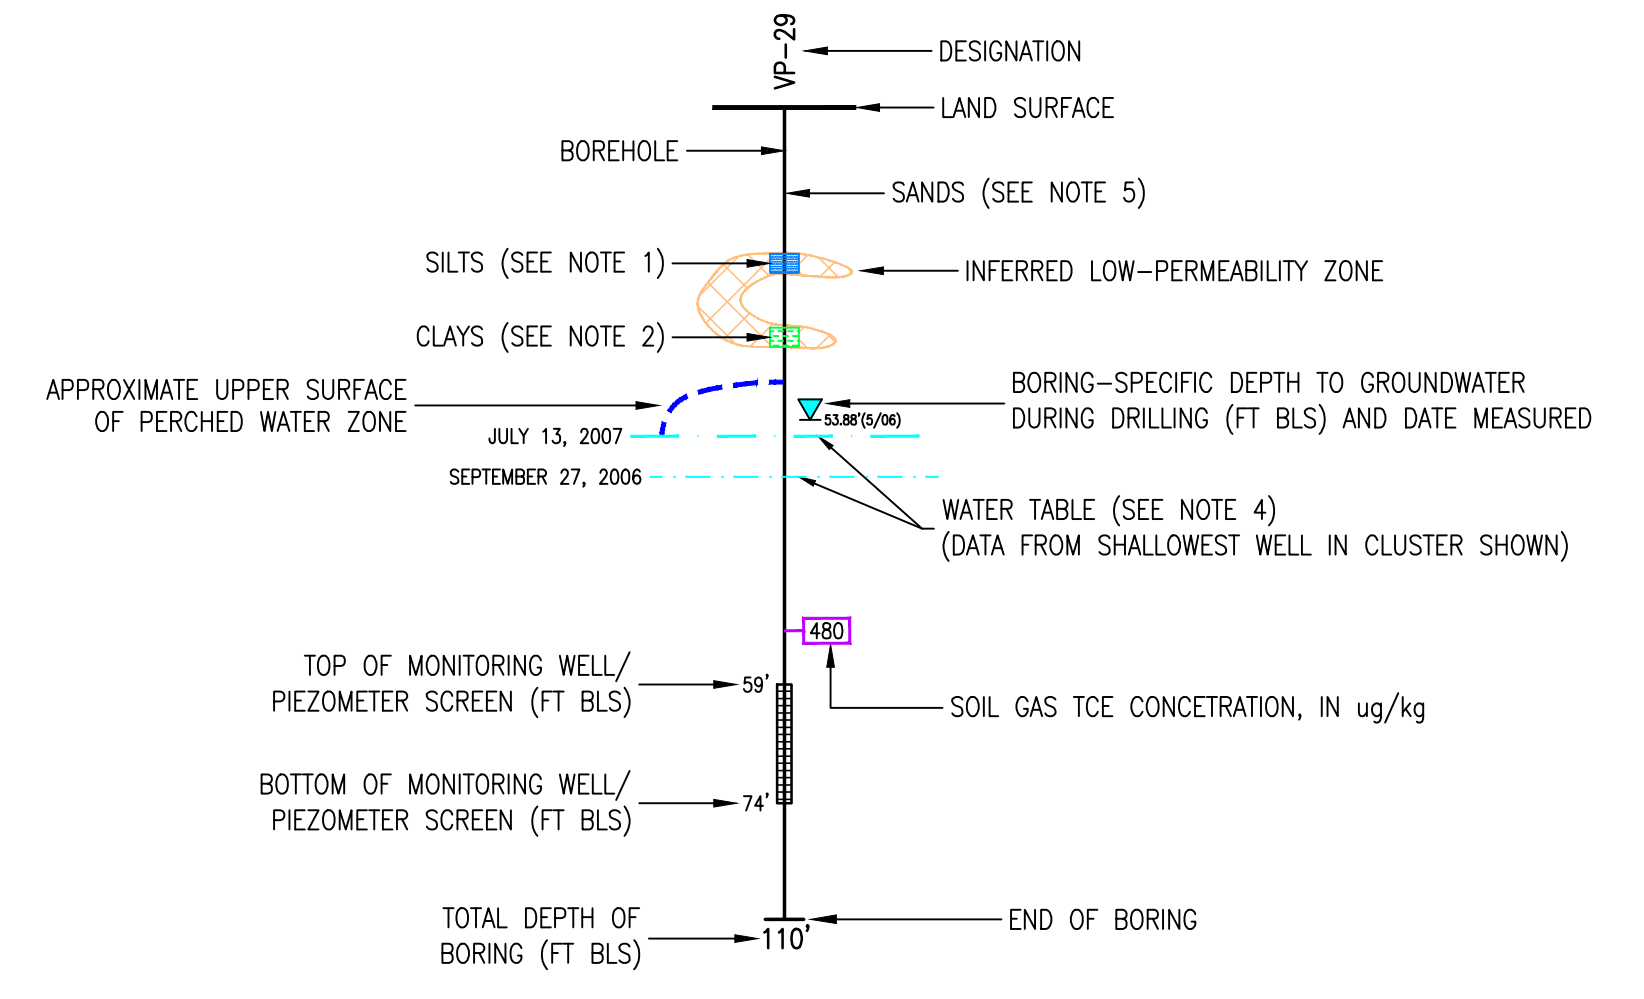 VP-29
DESIGNATION
LAND SURFACE
BOREHOLE
SANDS (SEE NOTE 5)
SILTS (SEE NOTE 1)
INFERRED LOW-PERMEABILITY ZONE
CLAYS (SEE NOTE 2)
APPROXIMATE UPPER SURFACE
OF PERCHED WATER ZONE
BORING-SPECIFIC DEPTH TO GROUNDWATER
DURING DRILLING (FT BLS) AND DATE MEASURED
53.88'(5/06)
JULY 13, 2007
SEPTEMBER 27, 2006
WATER TABLE (SEE NOTE 4)
(DATA FROM SHALLOWEST WELL IN CLUSTER SHOWN)
480
TOP OF MONITORING WELL/
PIEZOMETER SCREEN (FT BLS)
59'
SOIL GAS TCE CONCETRATION, IN ug/kg
BOTTOM OF MONITORING WELL/
PIEZOMETER SCREEN (FT BLS)
74'
TOTAL DEPTH OF
BORING (FT BLS)
110'
END OF BORING